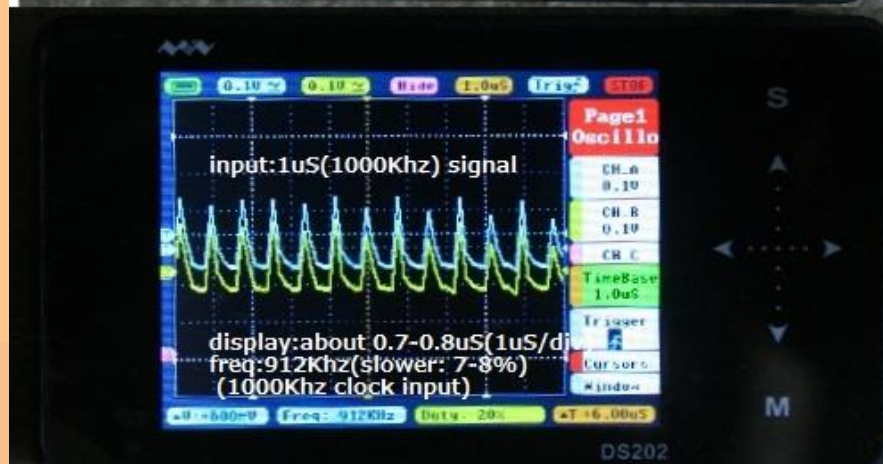 0.1V 0.1V Hide 1.0uS Trig STOP
Page1
Oscillo
input:1uS(1000Khz) signal
CH_A
0.1V
CH_B
0.1V
CH_C
TimeBase
1.0uS
Trigger
display:about 0.7-0.8uS(1uS/div)
freq:912Khz(slower: 7-8%)
(1000Khz clock input)
Cursors
Window
Freq: 912KHz Duty: 20% ▲T +6.00uS
S
M
DS202